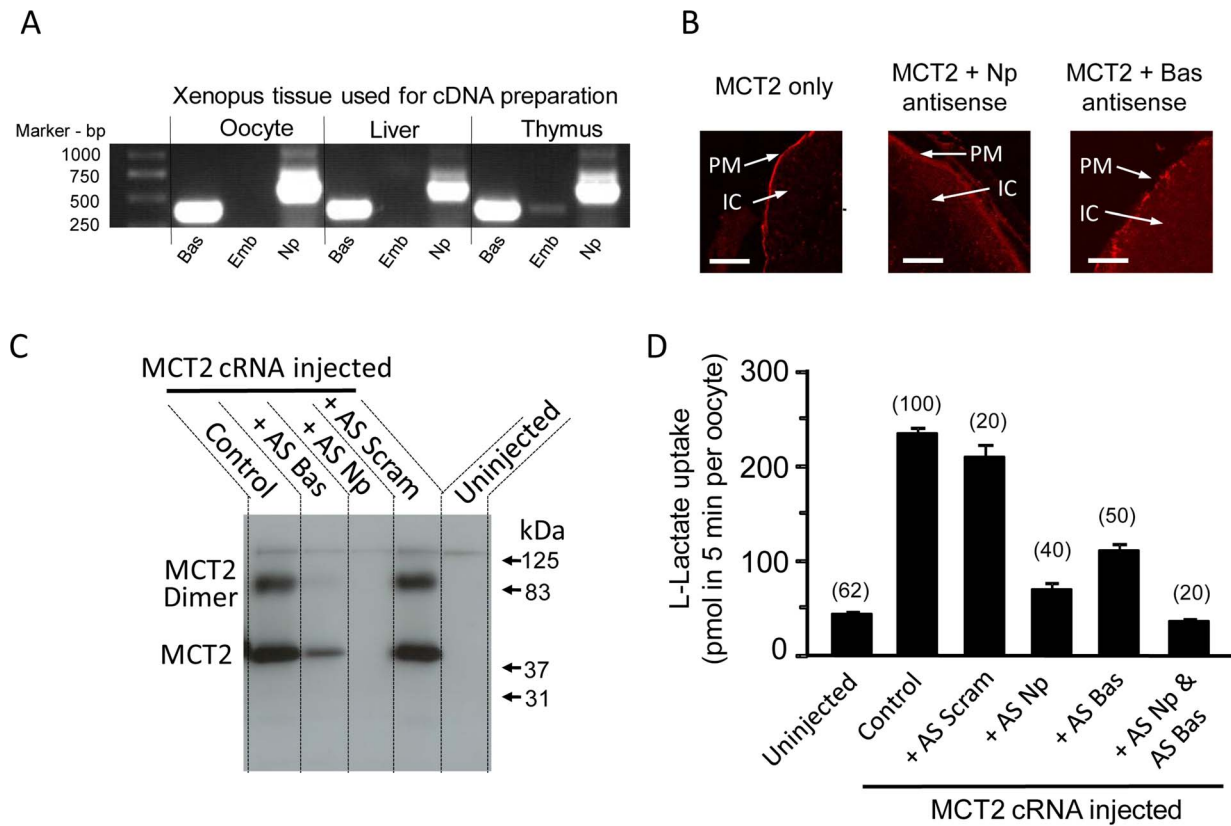 A
Xenopus tissue used for cDNA preparation
Marker - bp
Oocyte
Liver
Thymus
1000
750
500
250
Bas
Emb
Np
Bas
Emb
Np
Bas
Emb
Np
B
MCT2 only
MCT2 + Np
antisense
MCT2 + Bas
antisense
PM
IC
PM
IC
PM
IC
C
MCT2 cRNA injected
Control
+ AS Bas
+ AS Np
+ AS Scram
Uninjected
kDa
125
83
37
31
MCT2
Dimer
MCT2
D
L-Lactate uptake
(pmol in 5 min per oocyte)
300
200
100
0
(62)
(100)
(20)
(40)
(50)
(20)
Uninjected
Control
+ AS Scram
+ AS Np
+ AS Bas
+ AS Np &
AS Bas
MCT2 cRNA injected